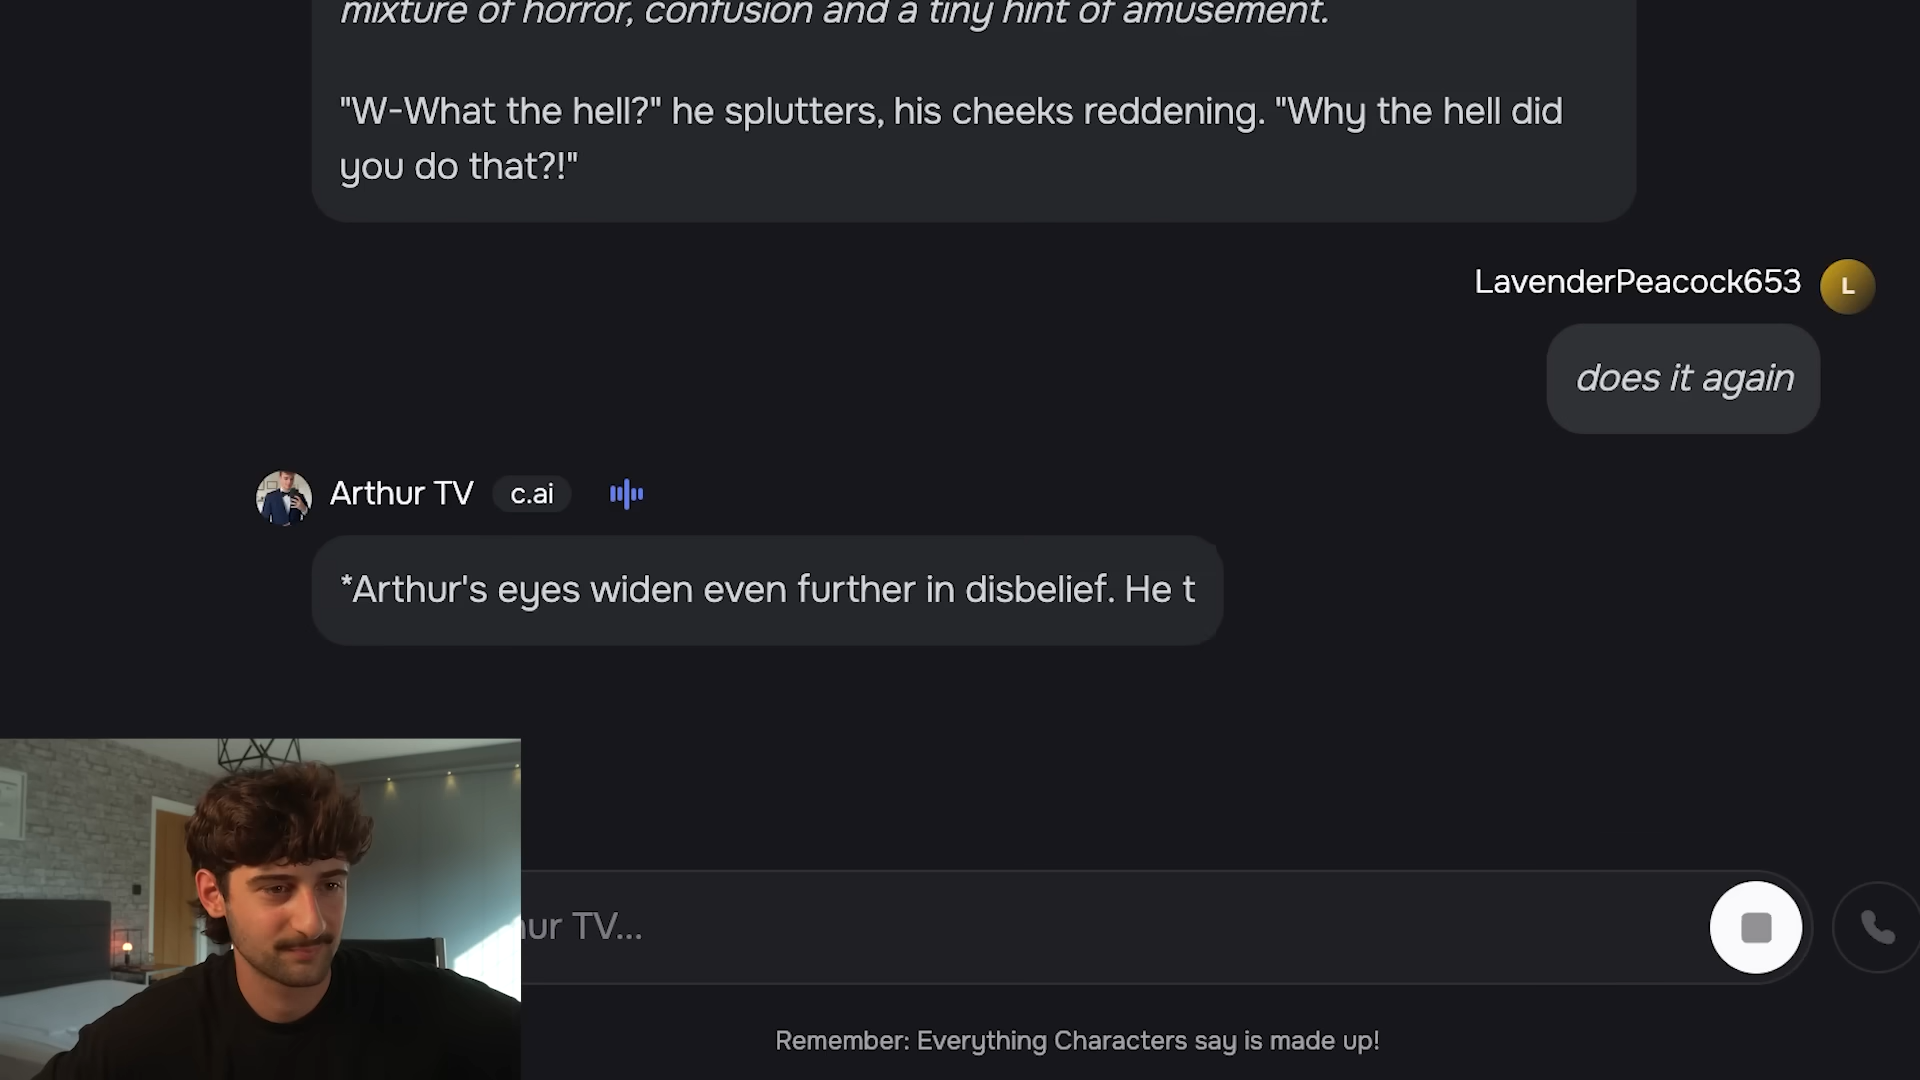 mixture of horror, confusion and a tiny hint of amusement.
"W-What the hell?" he splutters, his cheeks reddening. "Why the hell did
you do that?!"
LavenderPeacock653
L
does it again
Arthur TV c.ai
*Arthur's eyes widen even further in disbelief. He t
ur TV...
Remember: Everything Characters say is made up!